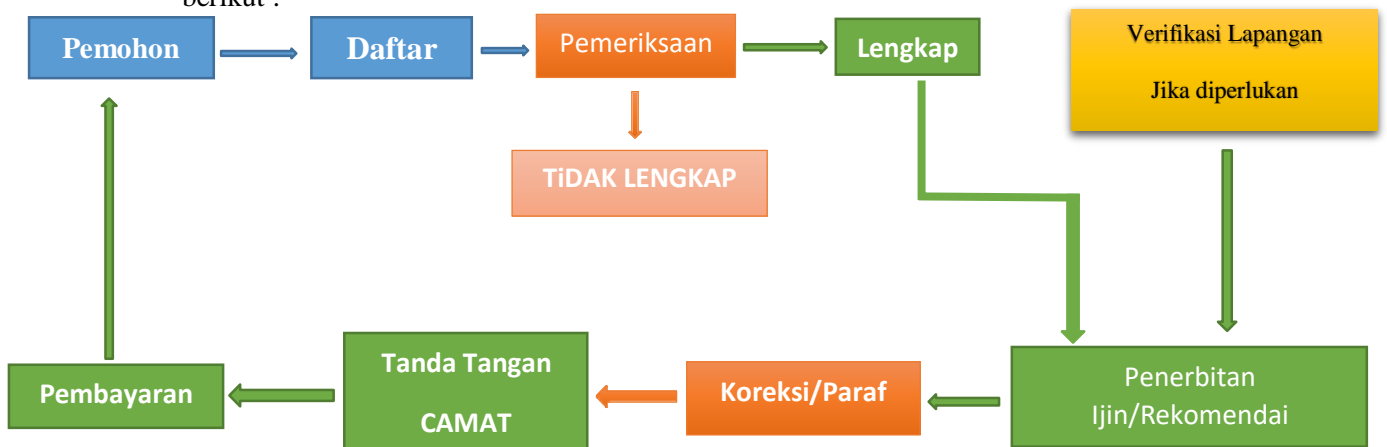 berikut :
Pemohon
Daftar
Pemeriksaan
Lengkap
Verifikasi Lapangan
Jika diperlukan
TiDAK LENGKAP
Penerbitan
Ijin/Rekomendai
Koreksi/Paraf
Tanda Tangan
CAMAT
Pembayaran